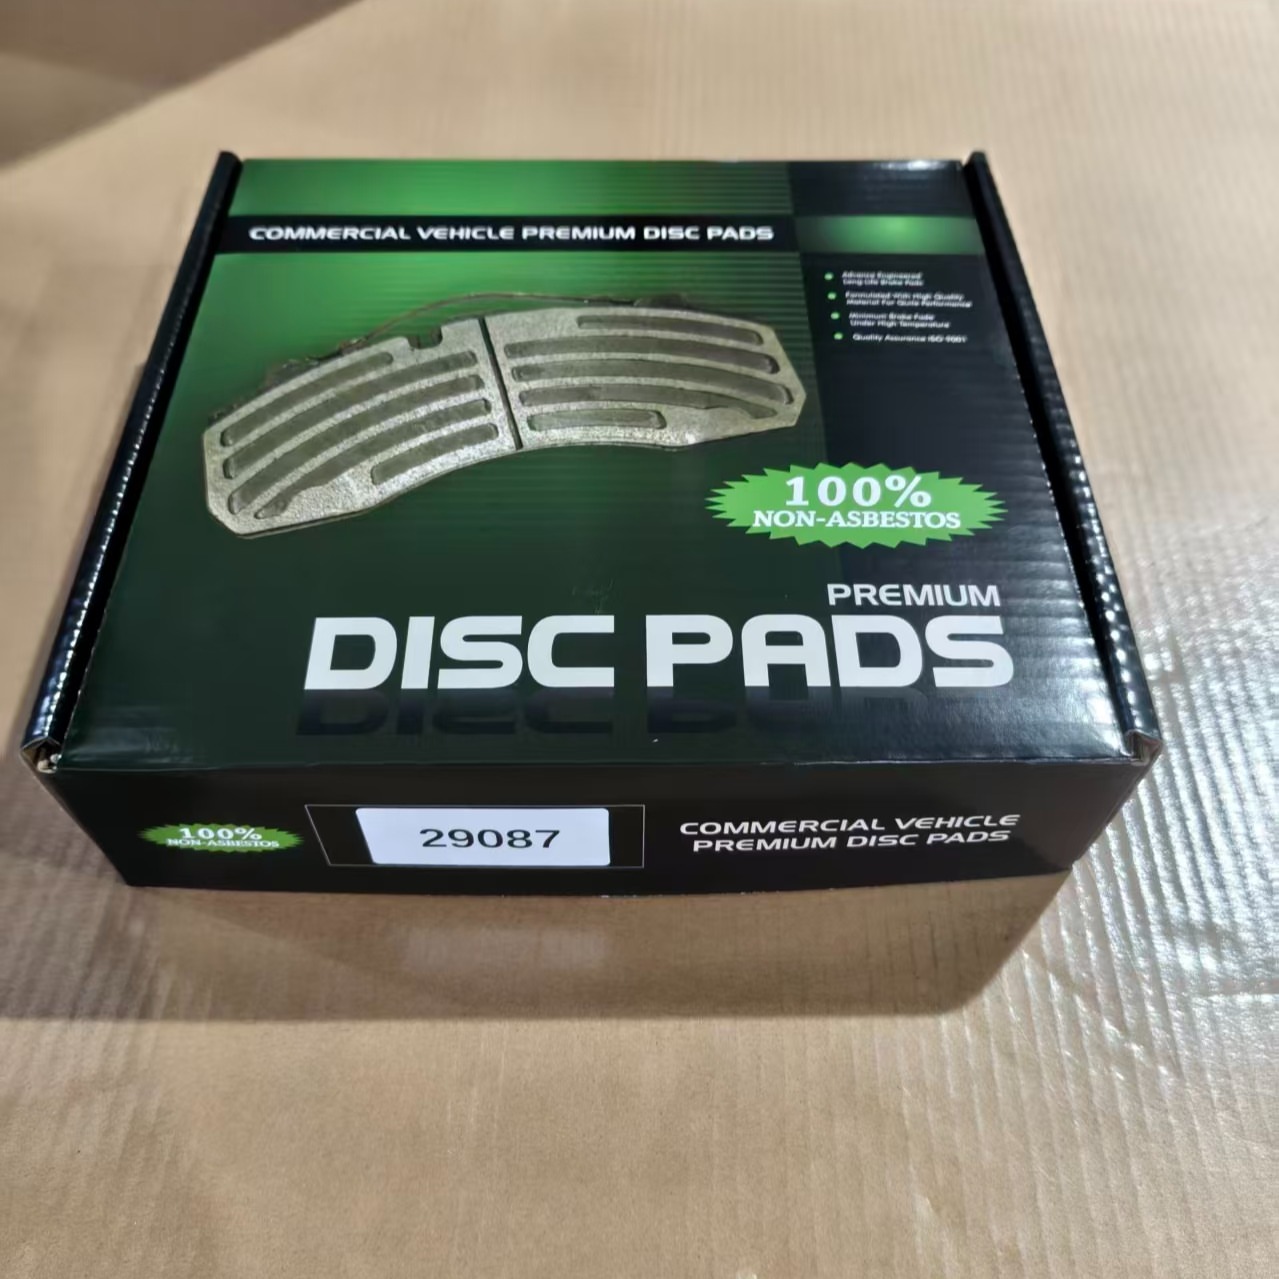 COMMERCIAL VEHICLE PREMIUM DISC PADS
Advance Engineered
Long Life Brake Pads
Formulated With High Quality
Material For Quite Performance
Minimum Brake Fade
Under High Temperature
Quality Assurance ISO 9001
100%
NON-ASBESTOS
PREMIUM
DISC PADS
100%
NON-ASBESTOS
29087
COMMERCIAL VEHICLE
PREMIUM DISC PADS